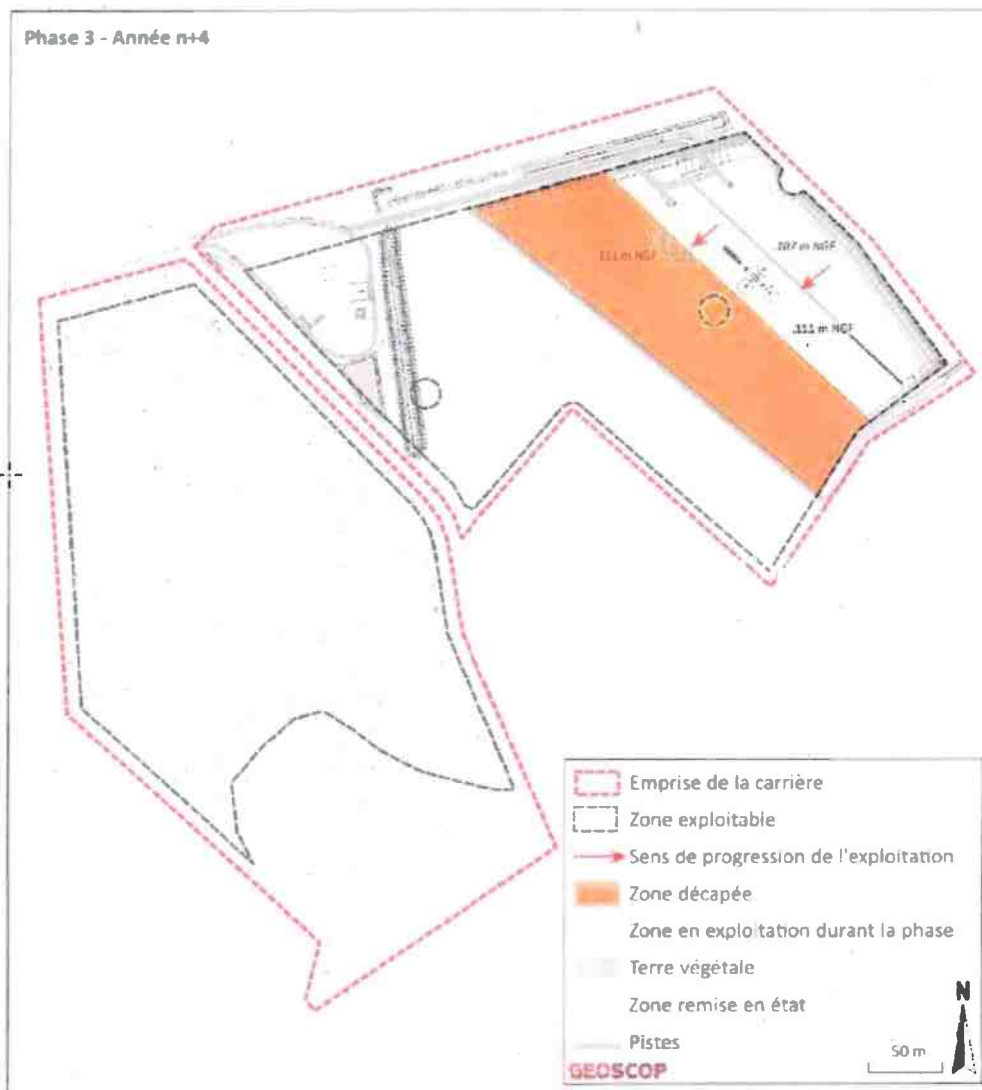 Phase 3 - Année n+4
111 m NGF
107 m NGF
111 m NGF
Emprise de la carrière
Zone exploitable
Sens de progression de l'exploitation
Zone décapée
Zone en exploitation durant la phase
Terre végétale
Zone remise en état
Pistes
N
50 m
GEOSCOP